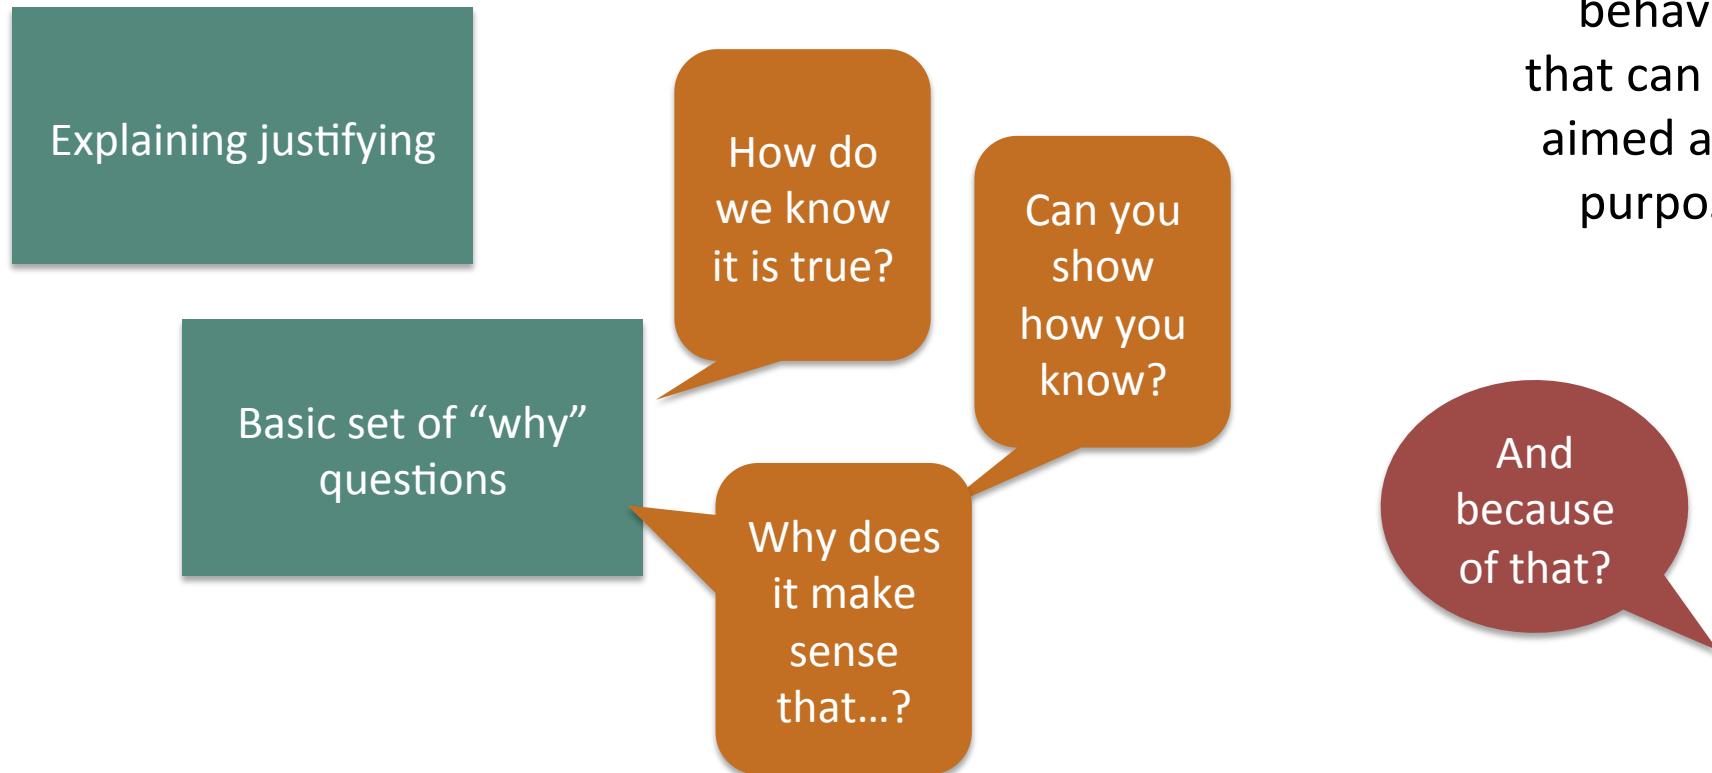 Explaining justifying
Basic set of “why”
questions
How do
we know
it is true?
Can you
show
how you
know?
Why does
it make
sense
that…?
that can
aimed
And
because
of that?